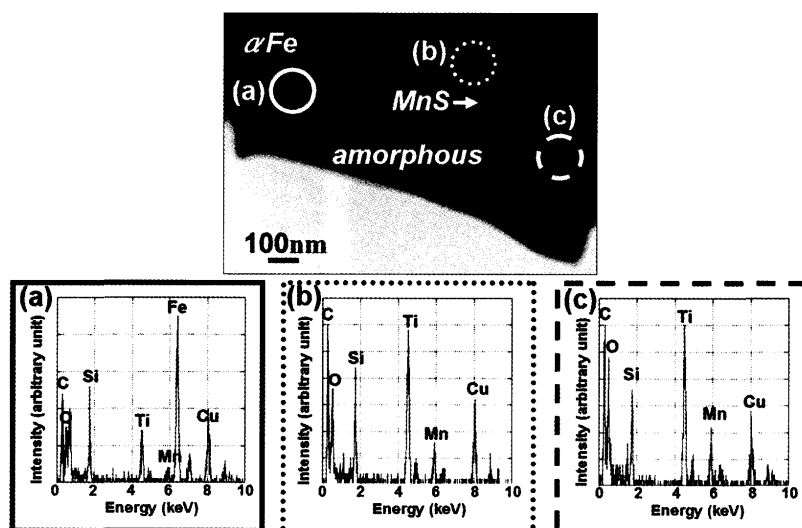 αFe
(b)
(a)
MnS→
(c)
amorphous
100nm
(a)
Intensity (arbitrary unit)
C
O
Si
Ti
Mn
Fe
Cu
0 2 4 6 8 10
Energy (keV)
(b)
Intensity (arbitrary unit)
C
O
Si
Ti
Mn
Cu
0 2 4 6 8 10
Energy (keV)
(c)
Intensity (arbitrary unit)
C
O
Si
Ti
Mn
Cu
0 2 4 6 8 10
Energy (keV)